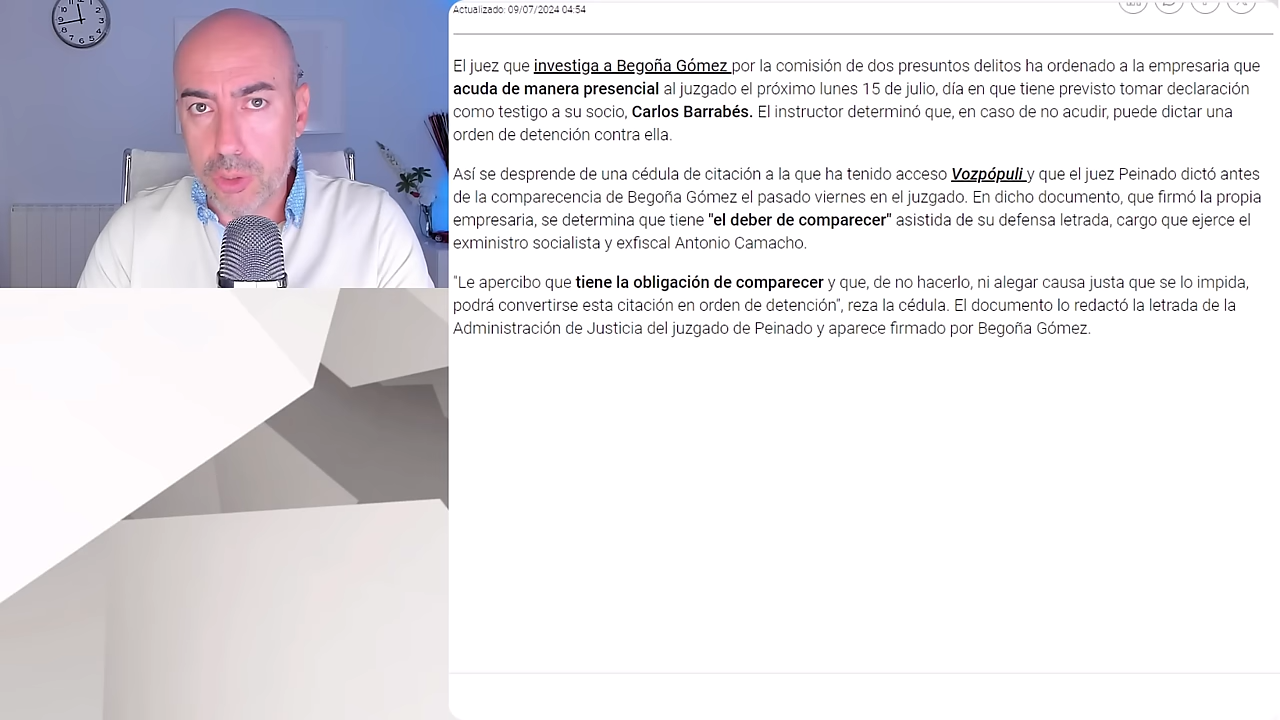 Actualizado: 09/07/2024 04:54
El juez que investiga a Begoña Gómez por la comisión de dos presuntos delitos ha ordenado a la empresaria que
acuda de manera presencial al juzgado el próximo lunes 15 de julio, día en que tiene previsto tomar declaración
como testigo a su socio, Carlos Barrabés. El instructor determinó que, en caso de no acudir, puede dictar una
orden de detención contra ella.
Así se desprende de una cédula de citación a la que ha tenido acceso Vozpópuli y que el juez Peinado dictó antes
de la comparecencia de Begoña Gómez el pasado viernes en el juzgado. En dicho documento, que firmó la propia
empresaria, se determina que tiene "el deber de comparecer" asistida de su defensa letrada, cargo que ejerce el
exministro socialista y exfiscal Antonio Camacho.
"Le apercibo que tiene la obligación de comparecer y que, de no hacerlo, ni alegar causa justa que se lo impida,
podrá convertirse esta citación en orden de detención”, reza la cédula. El documento lo redactó la letrada de la
Administración de Justicia del juzgado de Peinado y aparece firmado por Begoña Gómez.